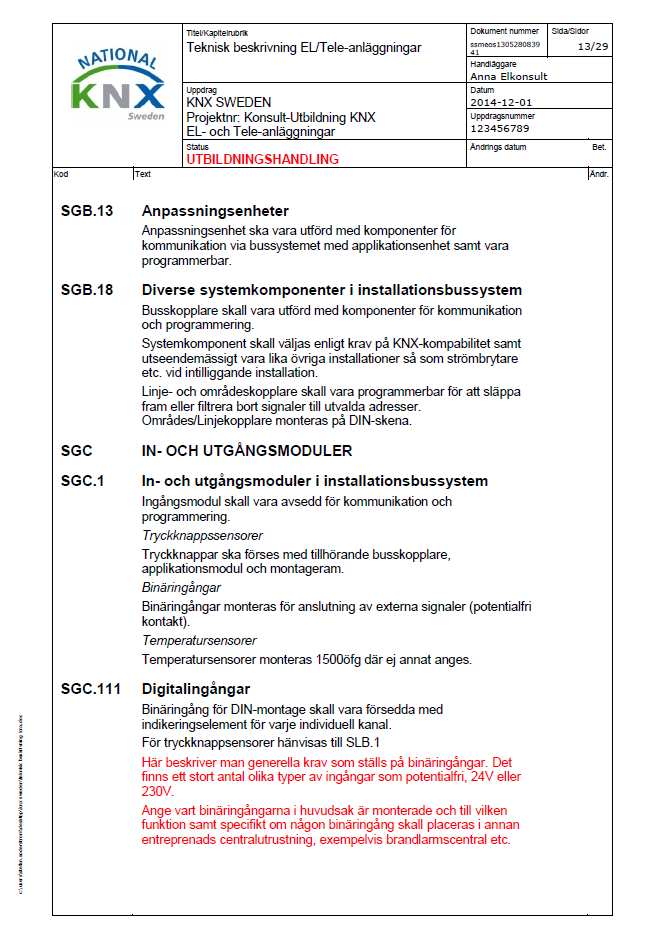 NATIONAL
KNX
Sweden
Titel/Kapitelrubrik
Teknisk beskrivning EL/Tele-anläggningar
Dokument nummer
ssmeos1305280839
41
Sida/Sidor
13/29
Handläggare
Anna Elkonsult
Uppdrag
KNX SWEDEN
Projektnr: Konsult-Utbildning KNX
EL- och Tele-anläggningar
Datum
2014-12-01
Uppdragsnummer
123456789
Status
UTBILDNINGSHANDLING
Ändrings datum
Bet.
Kod
Text
Ändr.
SGB.13 Anpassningsenheter
Anpassningsenhet ska vara utförd med komponenter för
kommunikation via bussystemet med applikationsenhet samt vara
programmerbar.
SGB.18 Diverse systemkomponenter i installationsbussystem
Busskopplare skall vara utförd med komponenter för kommunikation
och programmering.
Systemkomponent skall väljas enligt krav på KNX-kompabilitet samt
utseendemässigt vara lika övriga installationer så som strömbrytare
etc. vid intilliggande installation.
Linje- och områdeskopplare skall vara programmerbar för att släppa
fram eller filtrera bort signaler till utvalda adresser.
Områdes/Linjekopplare monteras på DIN-skena.
SGC IN- OCH UTGÅNGSMODULER
SGC.1 In- och utgångsmoduler i installationsbussystem
Ingångsmodul skall vara avsedd för kommunikation och
programmering.
Tryckknappssensorer
Tryckknappar ska förses med tillhörande busskopplare,
applikationsmodul och montageram.
Binäringångar
Binäringångar monteras för anslutning av externa signaler (potentialfri
kontakt).
Temperatursensorer
Temperatursensorer monteras 1500öfg där ej annat anges.
SGC.111 Digitalingångar
Binäringång för DIN-montage skall vara försedda med
indikeringselement för varje individuell kanal.
För tryckknappsensorer hänvisas till SLB.1
Här beskriver man generella krav som ställs på binäringångar. Det
finns ett stort antal olika typer av ingångar som potentialfri, 24V eller
230V.
Ange vart binäringångarna i huvudsak är monterade och till vilken
funktion samt specifikt om någon binäringång skall placeras i annan
entreprenads centralutrustning, exempelvis brandlarmscentral etc.